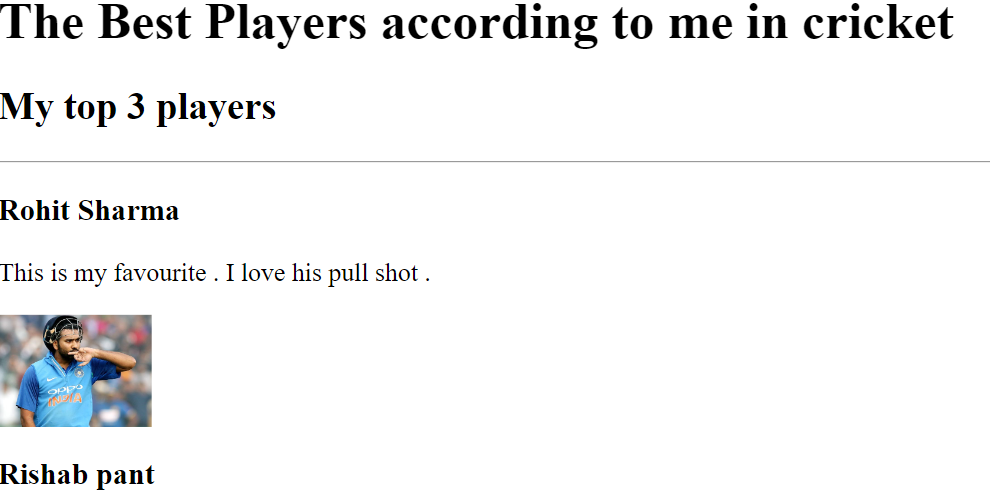 The Best Players according to me in cricket
My top 3 players
Rohit Sharma
This is my favourite . I love his pull shot .
oppo
INDIA
Rishab pant